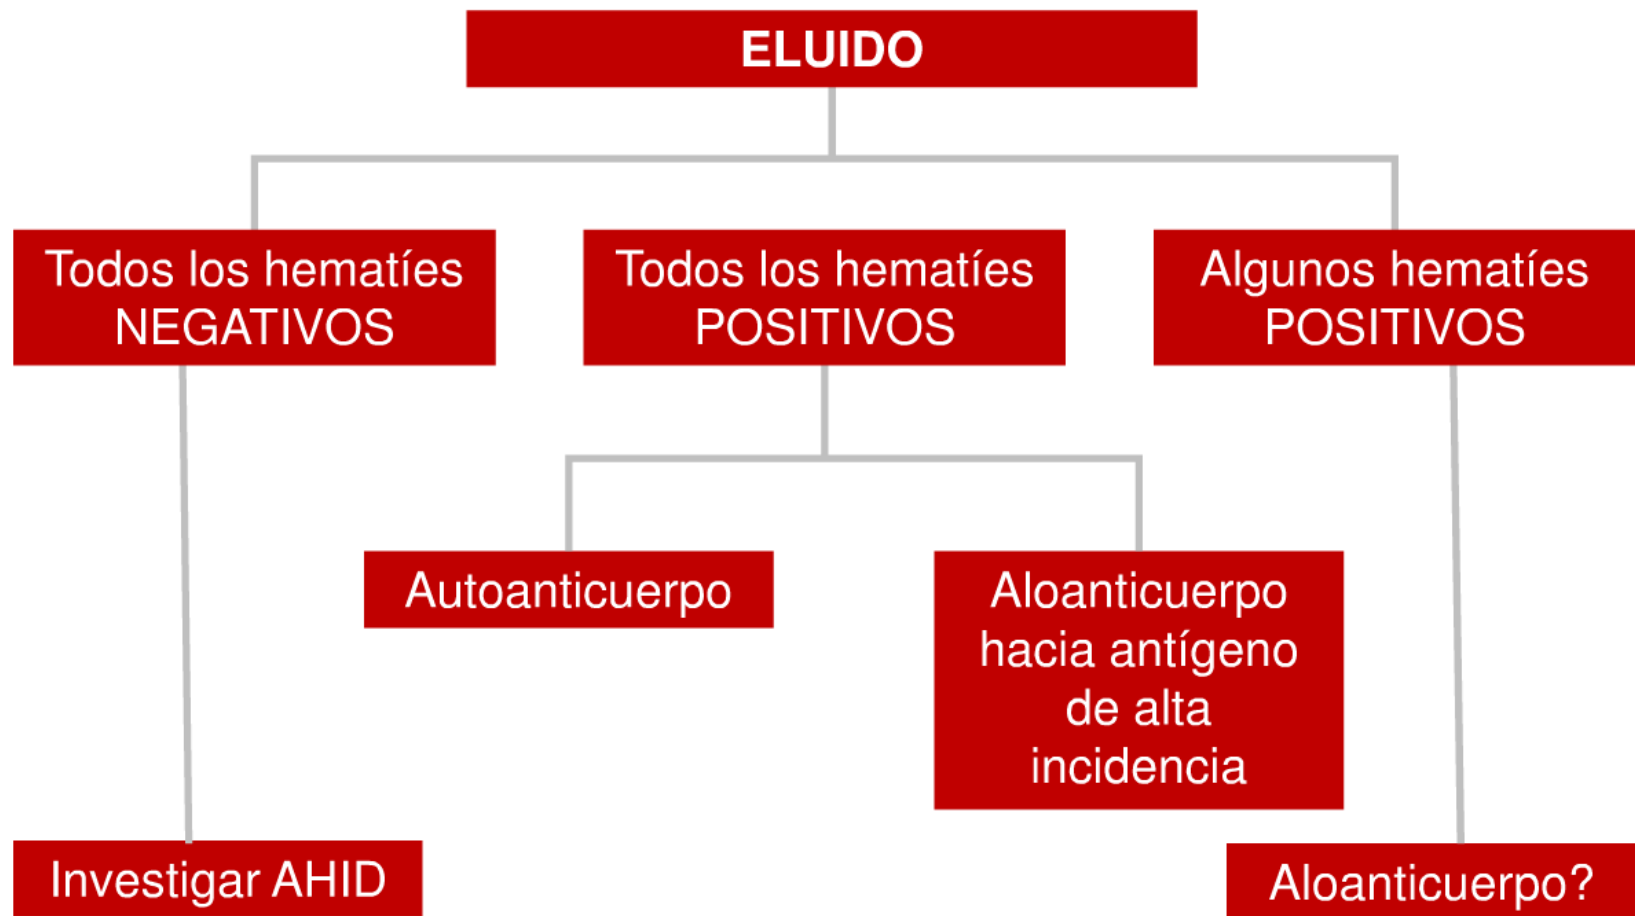 ELUIDO
Todos los hematíes
NEGATIVOS
Todos los hematíes
POSITIVOS
Algunos hematíes
POSITIVOS
Autoanticuerpo
Aloanticuerpo
hacia antígeno
de alta
incidencia
Investigar AHID
Aloanticuerpo?